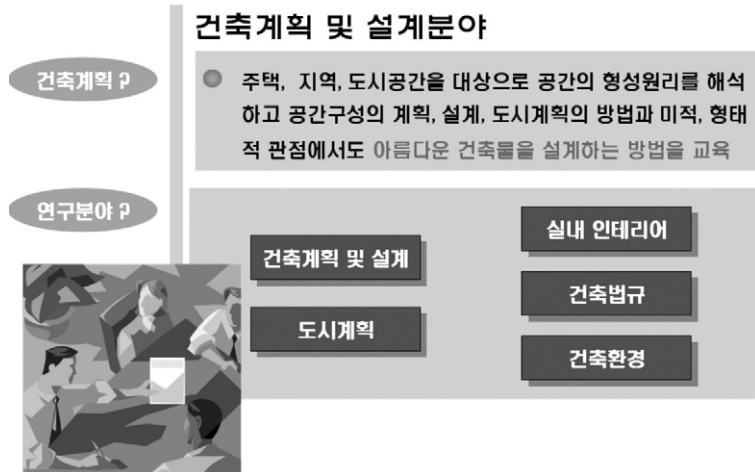 건축계획 및 설계분야
건축계획 ?
주택, 지역, 도시공간을 대상으로 공간의 형성원리를 해석
하고 공간구성의 계획, 설계, 도시계획의 방법과 미적, 형태
적 관점에서도 아름다운 건축물을 설계하는 방법을 교육
연구분야 ?
건축계획 및 설계
도시계획
실내 인테리어
건축법규
건축환경